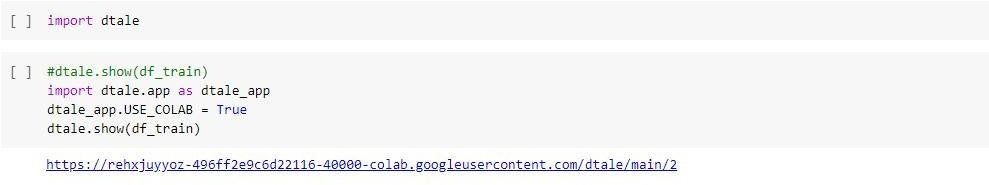 [ ] import dtale
[ ] #dtale.show(df_train)
import dtale.app as dtale_app
dtale_app.USE_COLAB = True
dtale.show(df_train)
https://rehxjuyyoz-496ff2e9c6d22116-40000-colab.googleusercontent.com/dtale/main/2